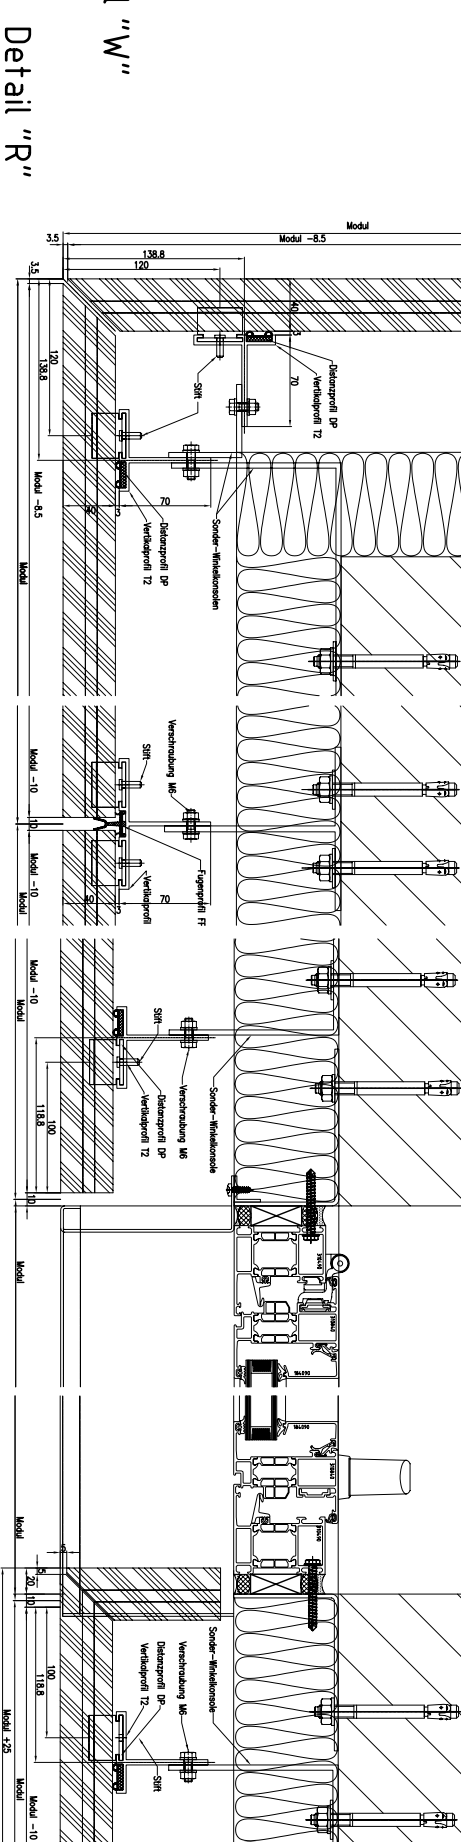 l "W"
Detail "R"
Modul
Modul -8.5
3.5
138.8
120
3.5
120
138.8
Modul -8.5
Modul
40
3
70
Distanzprofil DP
Vertikalprofil T2
Stift
40
3
70
Distanzprofil DP
Vertikalprofil T2
Sonder-Winkelkonsolen
Modul -10
10
Modul -10
Modul
Stift
Verschraubung M6
Fugenprofil FF
Vertikalprofil
40
3
70
Modul -10
Modul
100
118.8
10
Stift
Verschraubung M6
Distanzprofil DP
Vertikalprofil T2
Sonder-Winkelkonsole
Modul
Modul
184090
184090
5
5
20
10
100
118.8
Modul +25
Modul
Modul -10
Sonder-Winkelkonsole
Verschraubung M6
Distanzprofil DP
Vertikalprofil T2
Stift